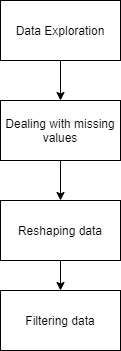 Data Exploration
Dealing with missing
values
Reshaping data
Filtering data